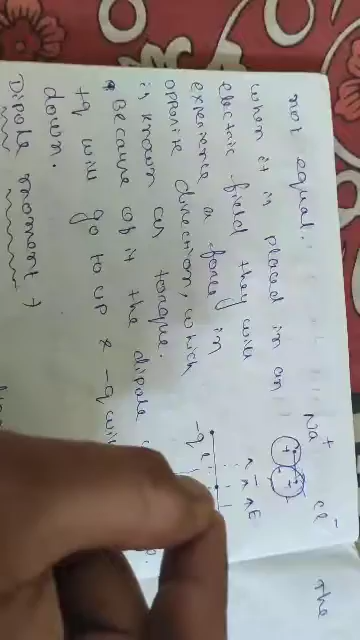 not equal.
when it is placed in an
electric field they will
experience a force in
opposite direction, which
is known as torque.
Because of it the dipole
+q will go to up & -q will
down.
Dipole moment →
Na⁺ Cl⁻
+ +
E
-q
the